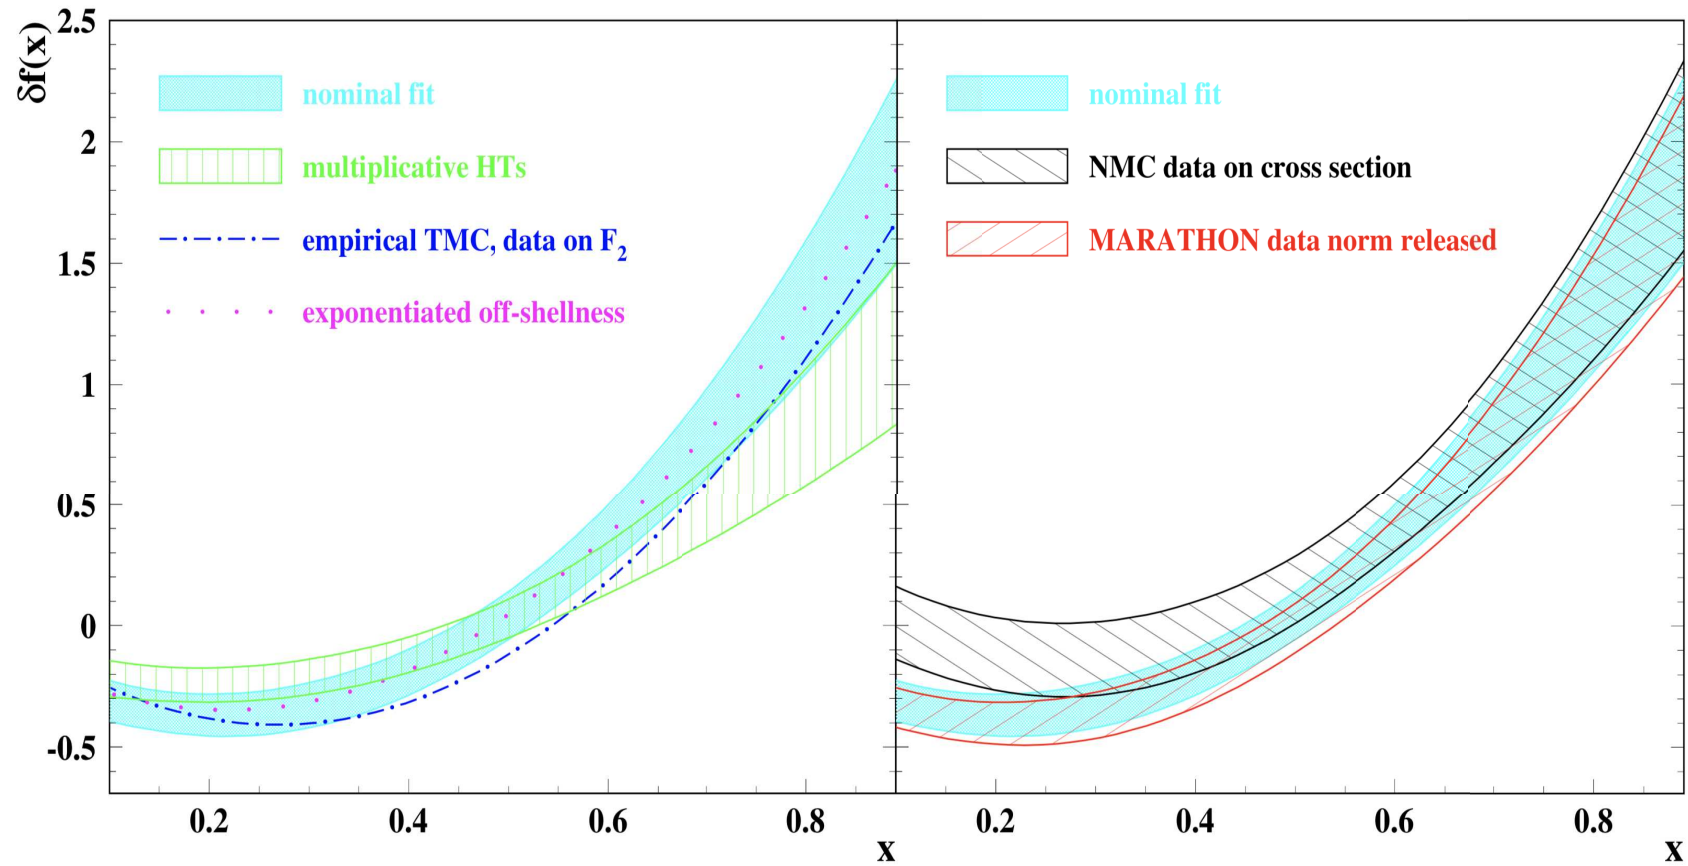 δf(x)
2.5
2
1.5
1
0.5
0
-0.5
nominal fit
multiplicative HTs
empirical TMC, data on F2
exponentiated off-shellness
nominal fit
NMC data on cross section
MARATHON data norm released
0.2 0.4 0.6 0.8
x
0.2 0.4 0.6 0.8
x